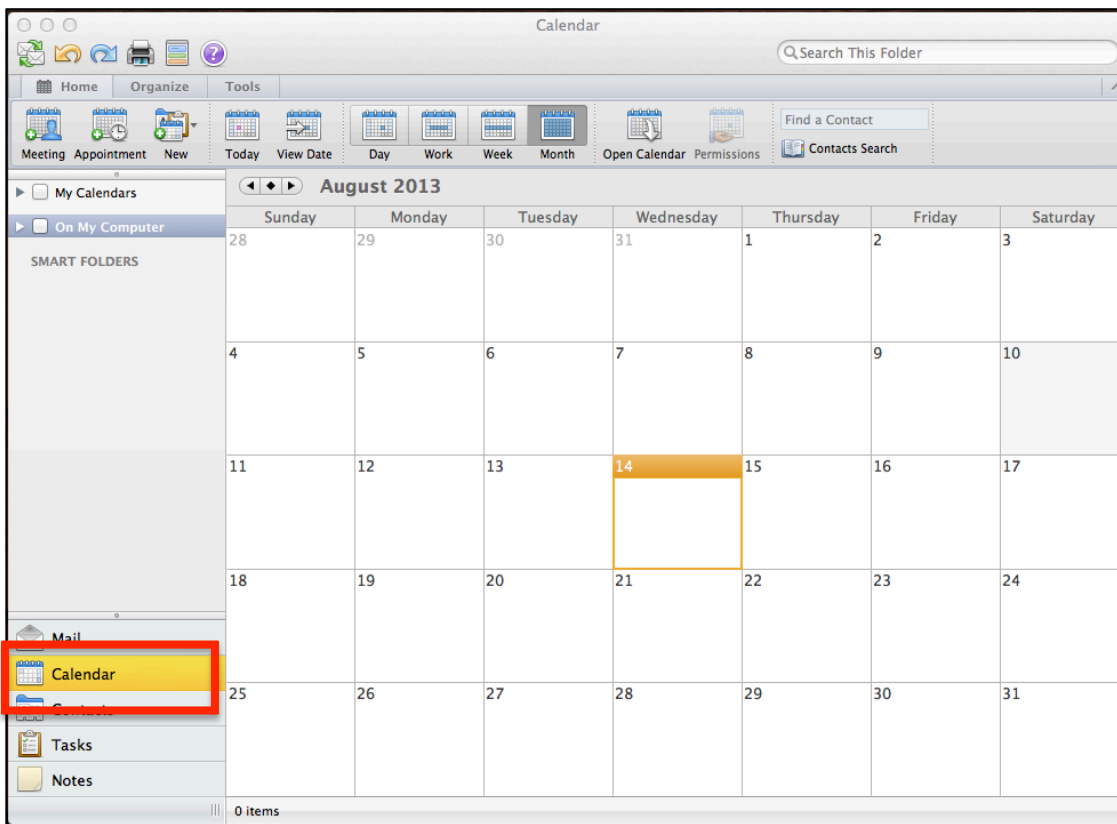 Calendar
Search This Folder
Home Organize Tools
Meeting Appointment New Today View Date Day Work Week Month Open Calendar Permissions
Find a Contact
Contacts Search
My Calendars
On My Computer
SMART FOLDERS
August 2013
Sunday Monday Tuesday Wednesday Thursday Friday Saturday
28 29 30 31 1 2 3
4 5 6 7 8 9 10
11 12 13 14 15 16 17
18 19 20 21 22 23 24
25 26 27 28 29 30 31
Mail
Calendar
Contacts
Tasks
Notes
0 items